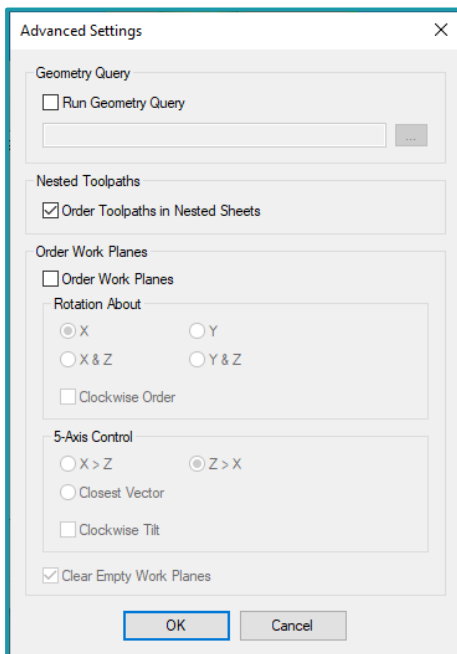 Advanced Settings
Geometry Query
Run Geometry Query
...
Nested Toolpaths
Order Toolpaths in Nested Sheets
Order Work Planes
Order Work Planes
Rotation About
X Y
X & Z Y & Z
Clockwise Order
5-Axis Control
X > Z Z > X
Closest Vector
Clockwise Tilt
Clear Empty Work Planes
OK Cancel